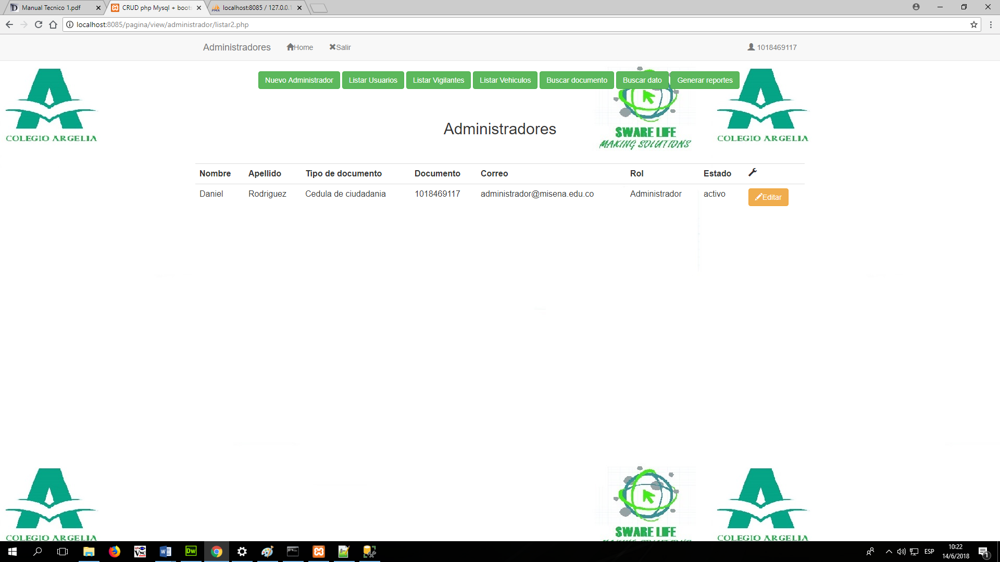 Manual Tecnico 1.pdf
CRUD php Mysql + boots
localhost:8085 / 127.0.0.1
localhost:8085/pagina/view/administrador/listar2.php
Administradores Home Salir 1018469117
Nuevo Administrador Listar Usuarios Listar Vigilantes Listar Vehiculos Buscar documento Buscar dato Generar reportes
COLEGIO ARGELIA
Administradores
SWARE LIFE
MAKING SOLUTIONS
COLEGIO ARGELIA
Nombre Apellido Tipo de documento Documento Correo Rol Estado
Daniel Rodriguez Cedula de ciudadania 1018469117 administrador@misena.edu.co Administrador activo Editar
COLEGIO ARGELIA
SWARE LIFE
COLEGIO ARGELIA
Dw
ESP
10:22
14/6/2018
1